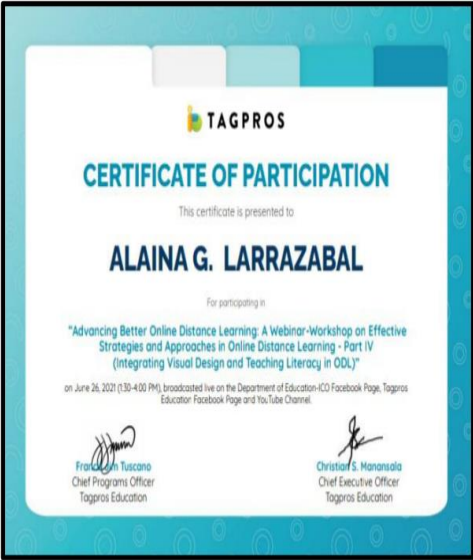 TAGPROS
CERTIFICATE OF PARTICIPATION
This certificate is presented to
ALAINA G. LARRAZABAL
For participating in
"Advancing Better Online Distance Learning: A Webinar-Workshop on Effective
Strategies and Approaches in Online Distance Learning - Part IV
(Integrating Visual Design and Teaching Literacy in ODL)"
on June 26, 2021 (1:30-4:00 PM), broadcasted live on the Department of Education-ICO Facebook Page, Tagpros
Education Facebook Page and YouTube Channel.
Tuscano
Chief Programs Officer
Tagpros Education
Christian S. Manansala
Chief Executive Officer
Tagpros Education